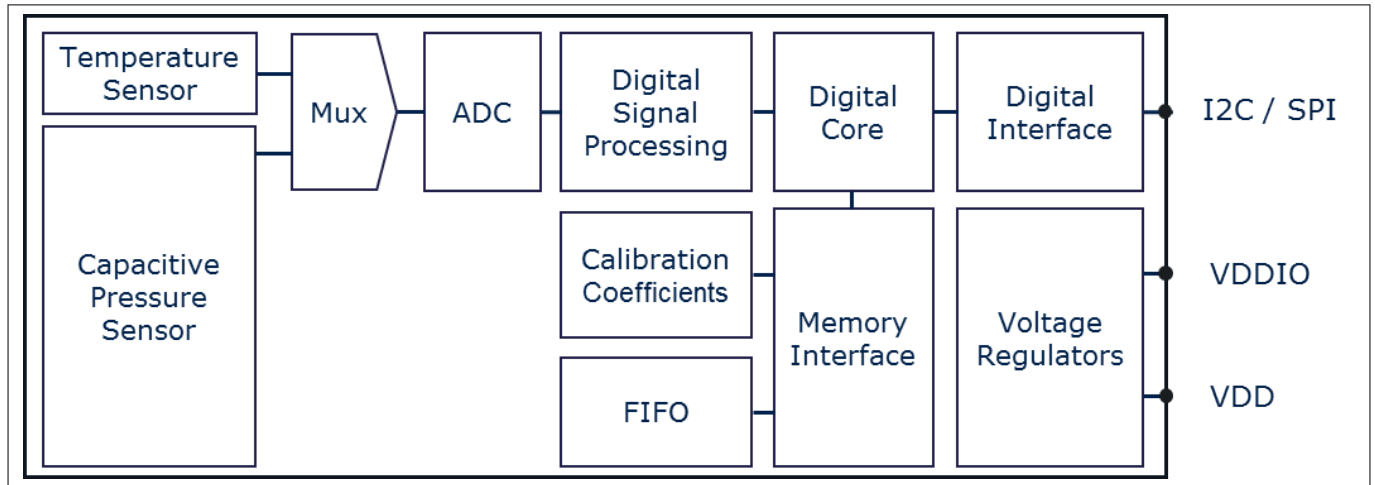 Temperature
Sensor
Mux
ADC
Digital
Signal
Processing
Digital
Core
Digital
Interface
I2C / SPI
Capacitive
Pressure
Sensor
Calibration
Coefficients
FIFO
Memory
Interface
Voltage
Regulators
VDDIO
VDD